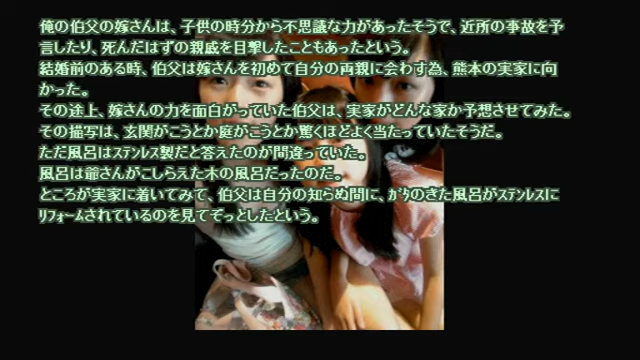 俺の伯父の嫁さんは、子供の時分から不思議な力があったそうで、近所の事故を予
言したり、死んだはずの親戚を目撃したこともあったという。
結婚前のある時、伯父は嫁さんを初めて自分の両親に会わす為、熊本の実家に向
かった。
その途上、嫁さんの力を面白がっていた伯父は、実家がどんな家か予想させてみた。
その描写は、玄関がこうとか庭がこうとか驚くほどよく当たっていたそうだ。
ただ風呂はｽﾃﾝﾚｽ製だと答えたのが間違っていた。
風呂は爺さんがこしらえた木の風呂だったのだ。
ところが実家に着いてみて、伯父は自分の知らぬ間に、ｶﾞﾀのきた風呂がｽﾃﾝﾚｽに
ﾘﾌｫｰﾑされているのを見てぞっとしたという。